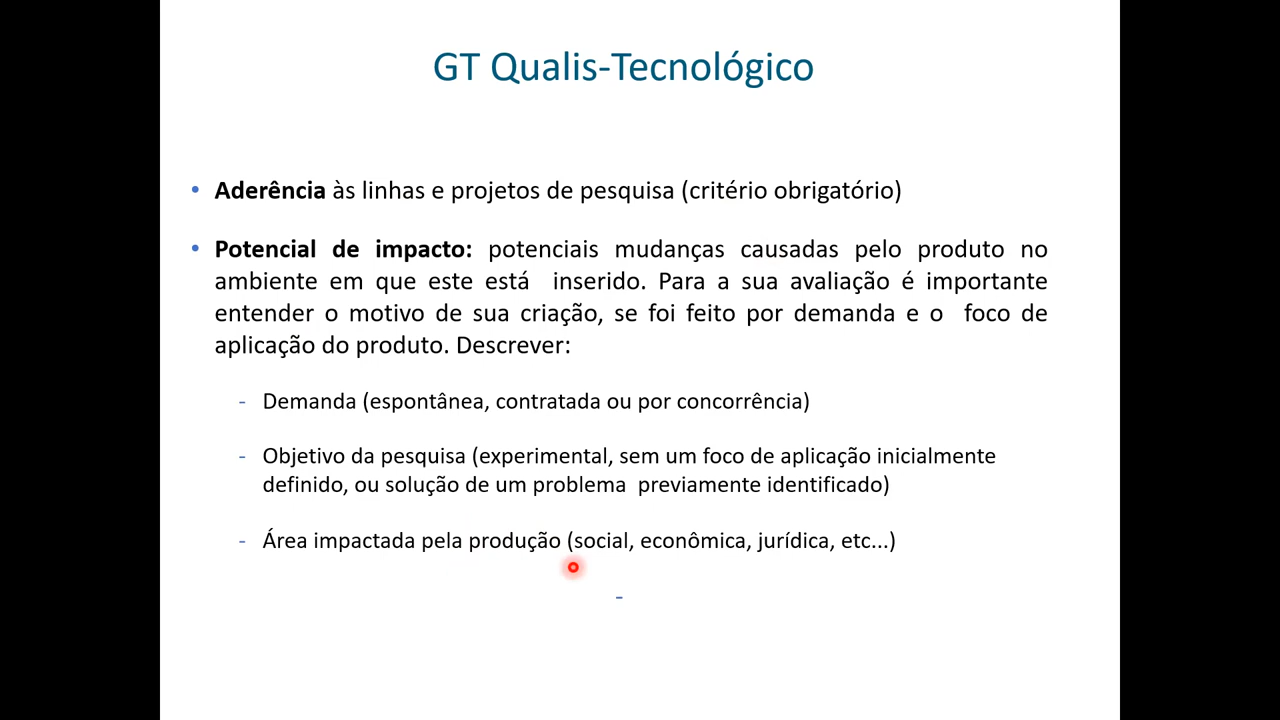 GT Qualis-Tecnológico
• Aderência às linhas e projetos de pesquisa (critério obrigatório)
• Potencial de impacto: potenciais mudanças causadas pelo produto no
ambiente em que este está inserido. Para a sua avaliação é importante
entender o motivo de sua criação, se foi feito por demanda e o foco de
aplicação do produto. Descrever:
- Demanda (espontânea, contratada ou por concorrência)
- Objetivo da pesquisa (experimental, sem um foco de aplicação inicialmente
definido, ou solução de um problema previamente identificado)
- Área impactada pela produção (social, econômica, jurídica, etc...)
-